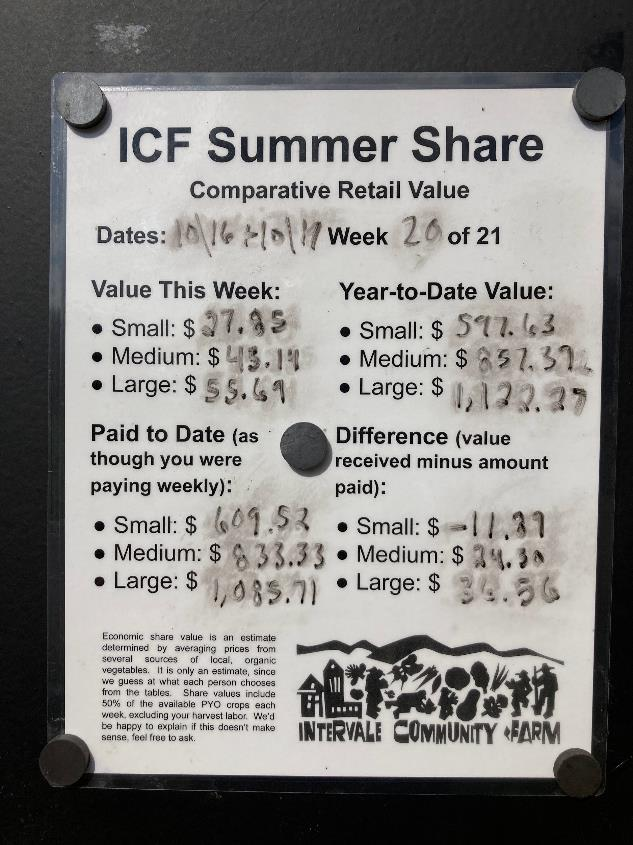 ICF Summer Share
Comparative Retail Value
Dates: 10\16 Week 20 of 21
Value This Week:
• Small: $ 27.85
• Medium: $
• Large: $ 55.69
Year-to-Date Value:
• Small: $ 597.63
• Medium: $
• Large: $ 1,122.27
Paid to Date (as
though you were
paying weekly):
• Small: $ 609.52
• Medium: $ 833.33
• Large: $ 1,085.71
Difference (value
received minus amount
paid):
• Small: $ -11.89
• Medium: $ 24.30
• Large: $ 36.56
Economic share value is an estimate
determined by averaging prices from
several sources of local, organic
vegetables. It is only an estimate, since
we guess at what each person chooses
from the tables. Share values include
50% of the available PYO crops each
week, excluding your harvest labor. We'd
be happy to explain if this doesn't make
sense, feel free to ask.
INTERVALE COMMUNITY FARM